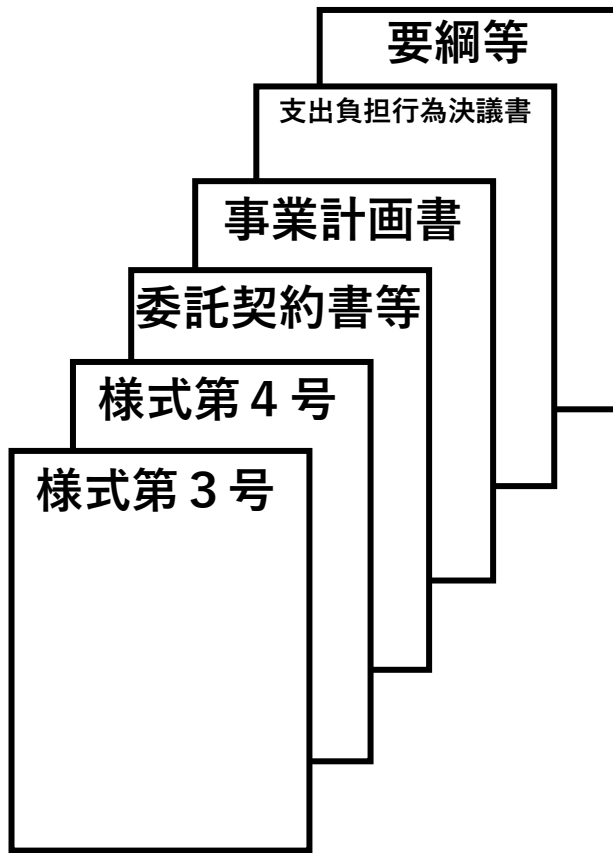 要綱等
支出負担行為決議書
事業計画書
委託契約書等
様式第４号
様式第３号